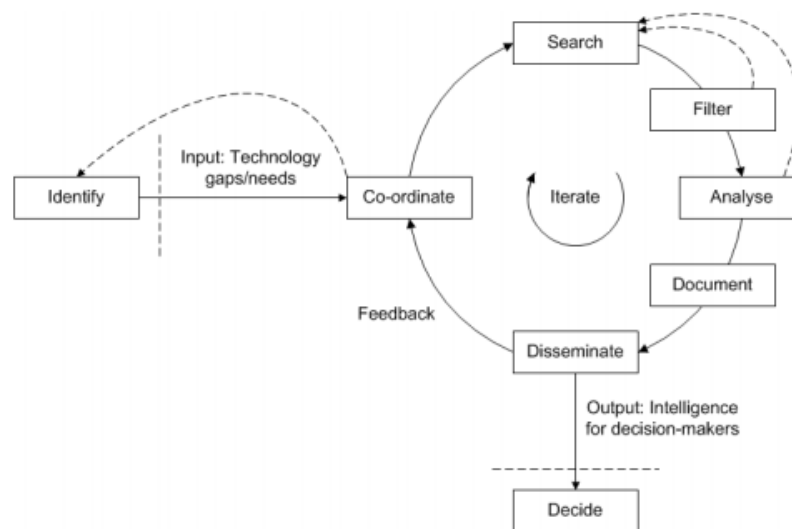 Search
Filter
Input: Technology
gaps/needs
Identify
Co-ordinate
Iterate
Analyse
Document
Feedback
Disseminate
Output: Intelligence
for decision-makers
Decide